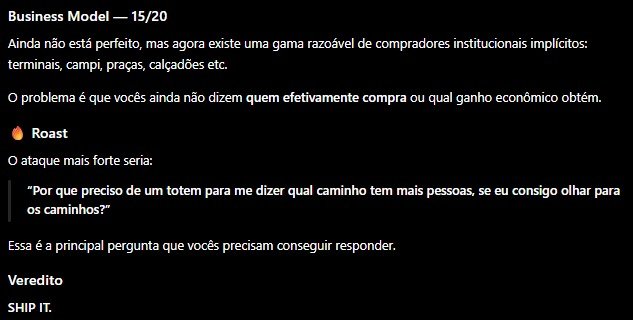 Business Model — 15/20
Ainda não está perfeito, mas agora existe uma gama razoável de compradores institucionais implícitos:
terminais, campi, praças, calçadões etc.
O problema é que vocês ainda não dizem quem efetivamente compra ou qual ganho econômico obtém.
🔥 Roast
O ataque mais forte seria:
“Por que preciso de um totem para me dizer qual caminho tem mais pessoas, se eu consigo olhar para
os caminhos?”
Essa é a principal pergunta que vocês precisam conseguir responder.
Veredito
SHIP IT.